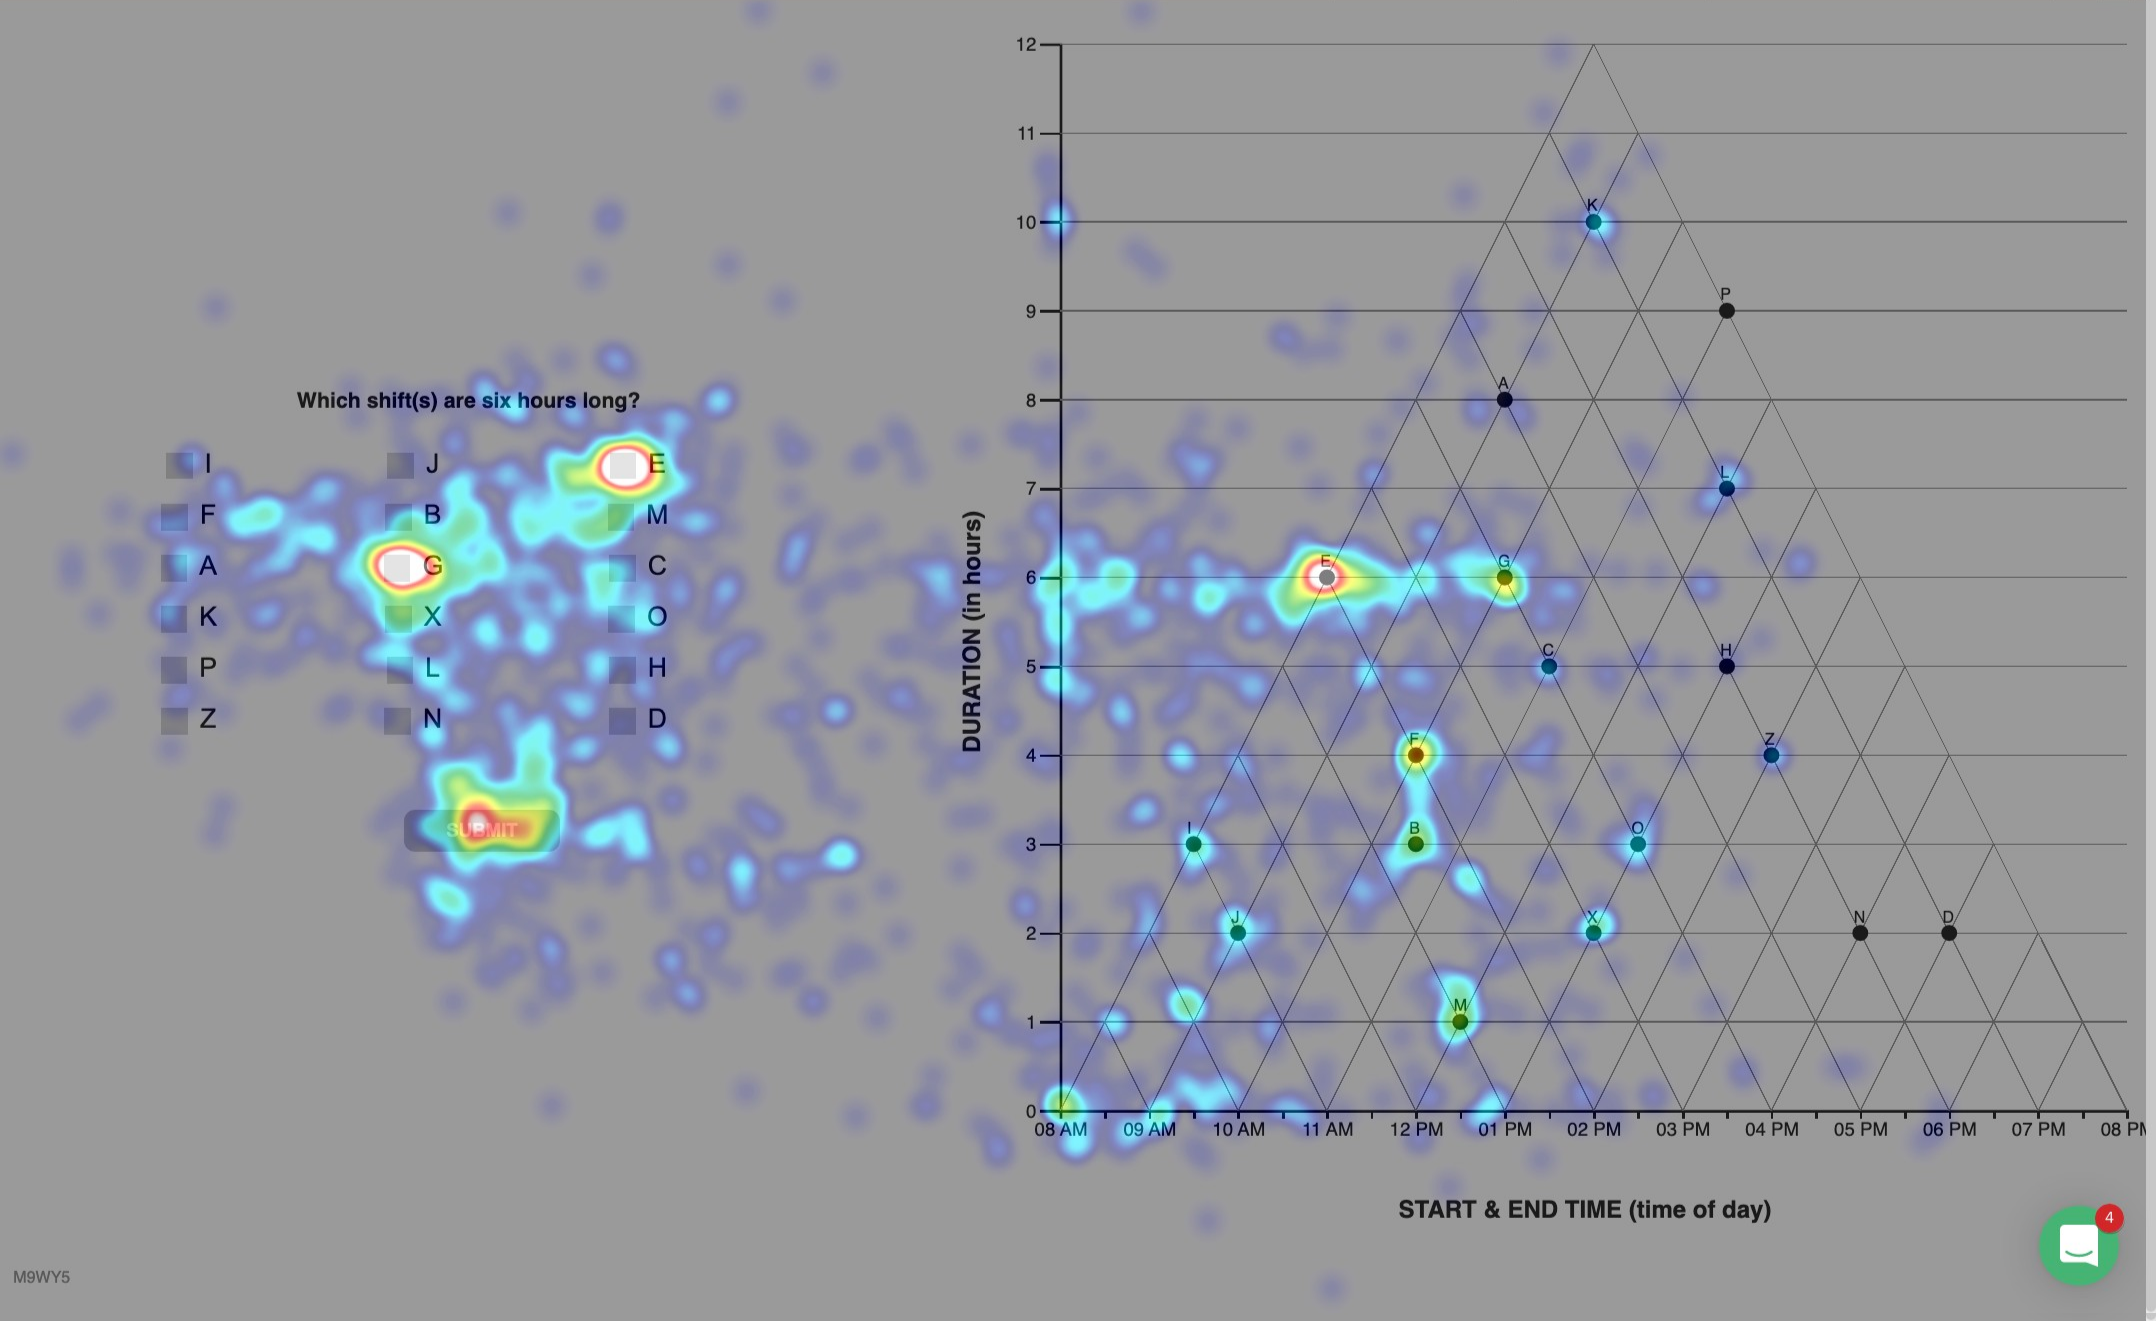 Which shift(s) are six hours long?
I J E
F B M
A G C
K X O
P L H
Z N D
SUBMIT
M9WY5
DURATION (in hours)
12
11
10
9
8
7
6
5
4
3
2
1
0
K
P
A
L
E G
C H
F Z
I B O
J X N D
M
08 AM 09 AM 10 AM 11 AM 12 PM 01 PM 02 PM 03 PM 04 PM 05 PM 06 PM 07 PM 08 PM
START & END TIME (time of day)
4